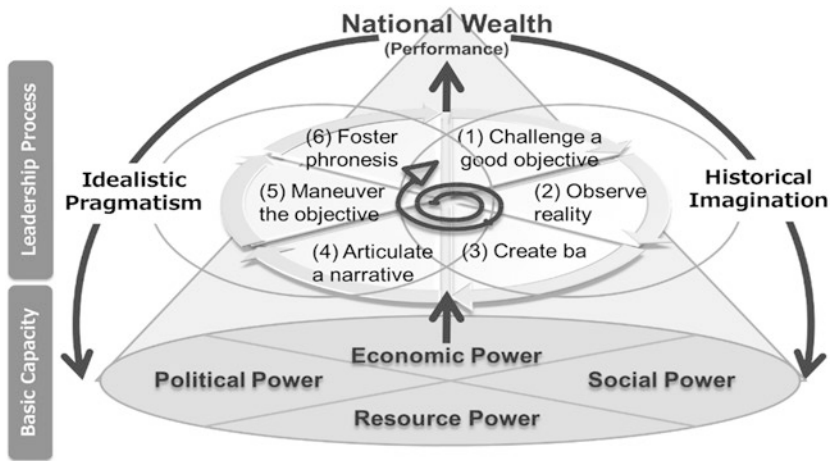 National Wealth
(Performance)
Leadership Process
Basic Capacity
Idealistic
Pragmatism
Historical
Imagination
(6) Foster
phronesis
(1) Challenge a
good objective
(5) Maneuver
the objective
(2) Observe
reality
(4) Articulate
a narrative
(3) Create ba
Economic Power
Political Power
Social Power
Resource Power